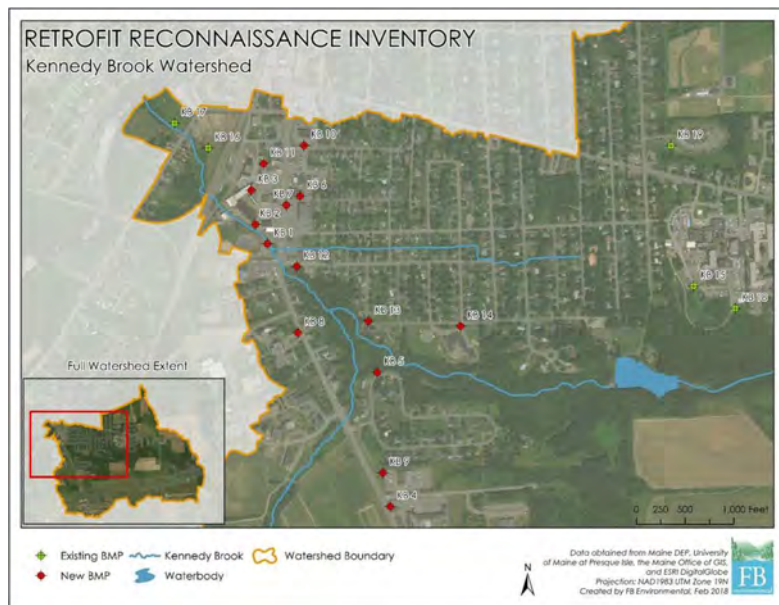 RETROFIT RECONNAISSANCE INVENTORY
Kennedy Brook Watershed
KB 17
KB 16
KB 10
KB 19
KB 11
KB 3
KB 6
KB 7
KB 2
KB 1
KB 12
KB 15
KB 18
KB 13
KB 14
KB 8
KB 5
Full Watershed Extent
KB 9
KB 4
0 250 500 1,000 Feet
Existing BMP Kennedy Brook Watershed Boundary
New BMP Waterbody
N
Data obtained from Maine DEP, University
of Maine at Presque Isle, the Maine Office of GIS,
and ESRI DigitalGlobe
Projection: NAD1983 UTM Zone 19N
Created by FB Environmental, Feb 2018
FB